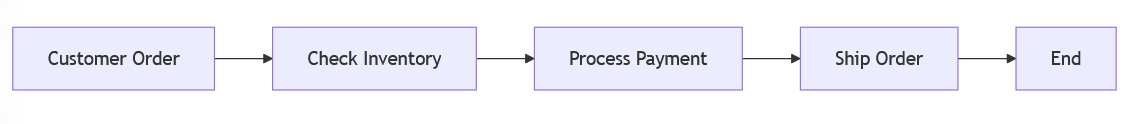 Customer Order
Check Inventory
Process Payment
Ship Order
End